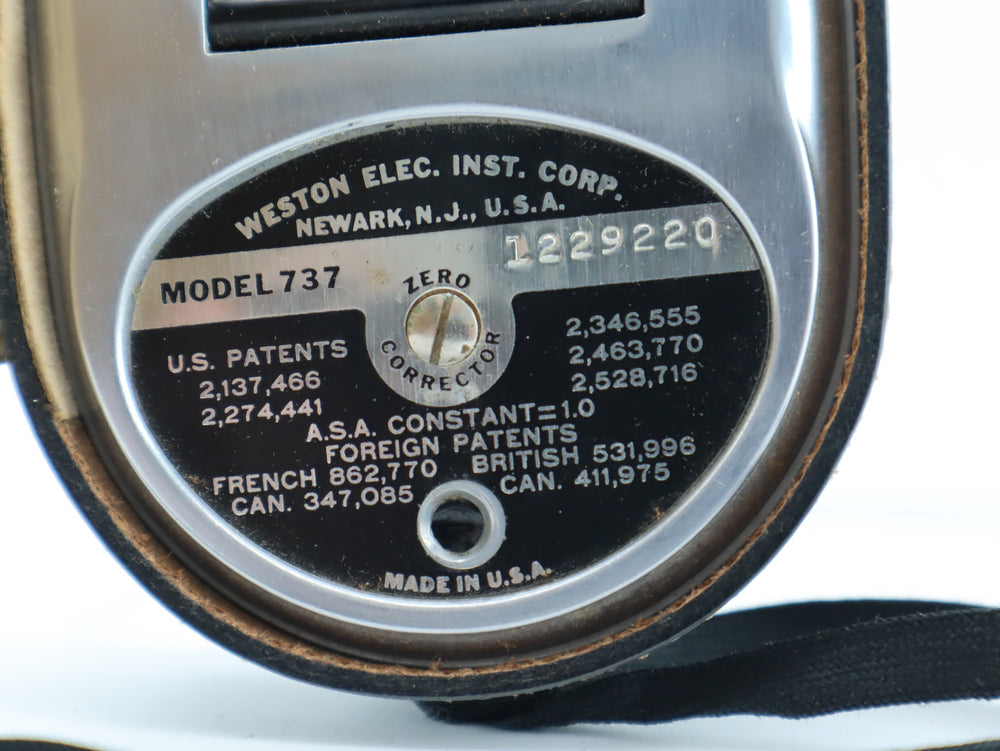 WESTON ELEC. INST. CORP.
NEWARK, N.J., U.S.A.
MODEL 737
1229220
ZERO
CORRECTOR
U.S. PATENTS
2,137,466
2,274,441
2,346,555
2,463,770
2,528,716
A.S.A. CONSTANT=1.0
FOREIGN PATENTS
FRENCH 862,770 BRITISH 531,996
CAN. 347,085 CAN. 411,975
MADE IN U.S.A.